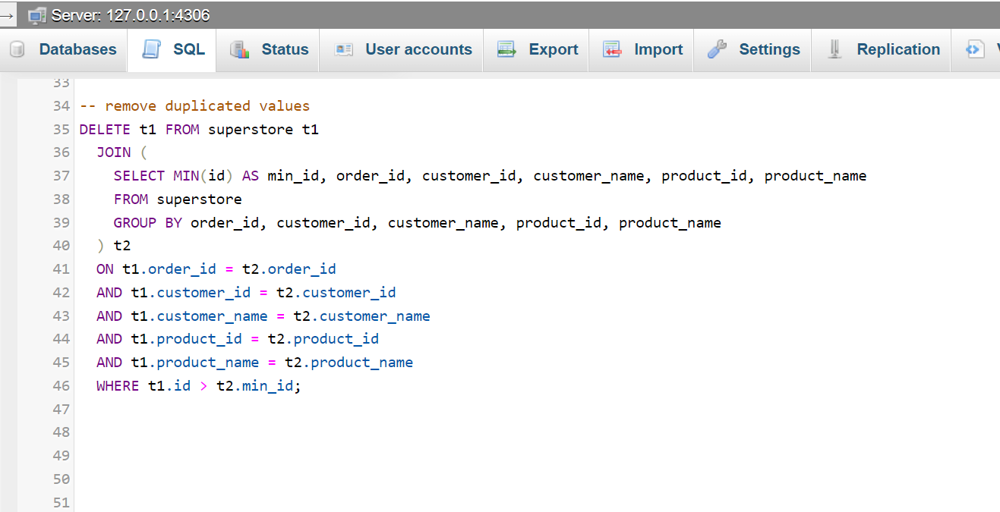 → Server: 127.0.0.1:4306
Databases SQL Status User accounts Export Import Settings Replication
33
34 -- remove duplicated values
35 DELETE t1 FROM superstore t1
36 JOIN (
37 SELECT MIN(id) AS min_id, order_id, customer_id, customer_name, product_id, product_name
38 FROM superstore
39 GROUP BY order_id, customer_id, customer_name, product_id, product_name
40 ) t2
41 ON t1.order_id = t2.order_id
42 AND t1.customer_id = t2.customer_id
43 AND t1.customer_name = t2.customer_name
44 AND t1.product_id = t2.product_id
45 AND t1.product_name = t2.product_name
46 WHERE t1.id > t2.min_id;
47
48
49
50
51